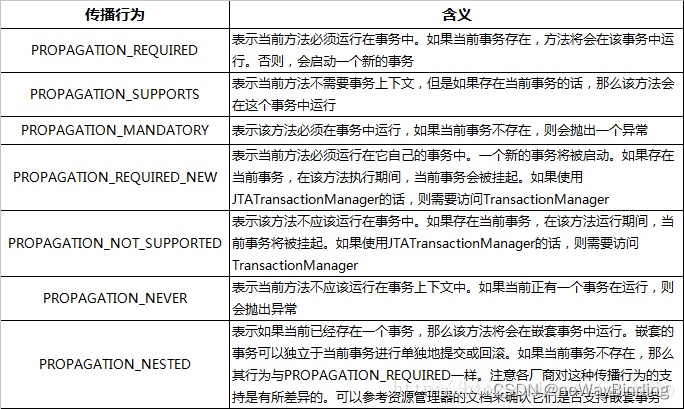 传播行为 含义
PROPAGATION_REQUIRED
表示当前方法必须运行在事务中。如果当前事务存在，方法将会在该事务中运
行。否则，会启动一个新的事务
PROPAGATION_SUPPORTS
表示当前方法不需要事务上下文，但是如果存在当前事务的话，那么该方法会
在这个事务中运行
PROPAGATION_MANDATORY
表示该方法必须在事务中运行，如果当前事务不存在，则会抛出一个异常
PROPAGATION_REQUIRED_NEW
表示当前方法必须运行在它自己的事务中。一个新的事务将被启动。如果存在
当前事务，在该方法执行期间，当前事务会被挂起。如果使用
JTATransactionManager的话，则需要访问TransactionManager
PROPAGATION_NOT_SUPPORTED
表示该方法不应该运行在事务中。如果存在当前事务，在该方法运行期间，当
前事务将被挂起。如果使用JTATransactionManager的话，则需要访问
TransactionManager
PROPAGATION_NEVER
表示当前方法不应该运行在事务上下文中。如果当前正有一个事务在运行，则
会抛出异常
PROPAGATION_NESTED
表示如果当前已经存在一个事务，那么该方法将会在嵌套事务中运行。嵌套的
事务可以独立于当前事务进行单独地提交或回滚。如果当前事务不存在，那么
其行为与PROPAGATION_REQUIRED一样。注意各厂商对这种传播行为的支
持是有所差异的。可以参考资源管理器的文档来确认它们是否支持嵌套事务
CSDN @noWayBinding